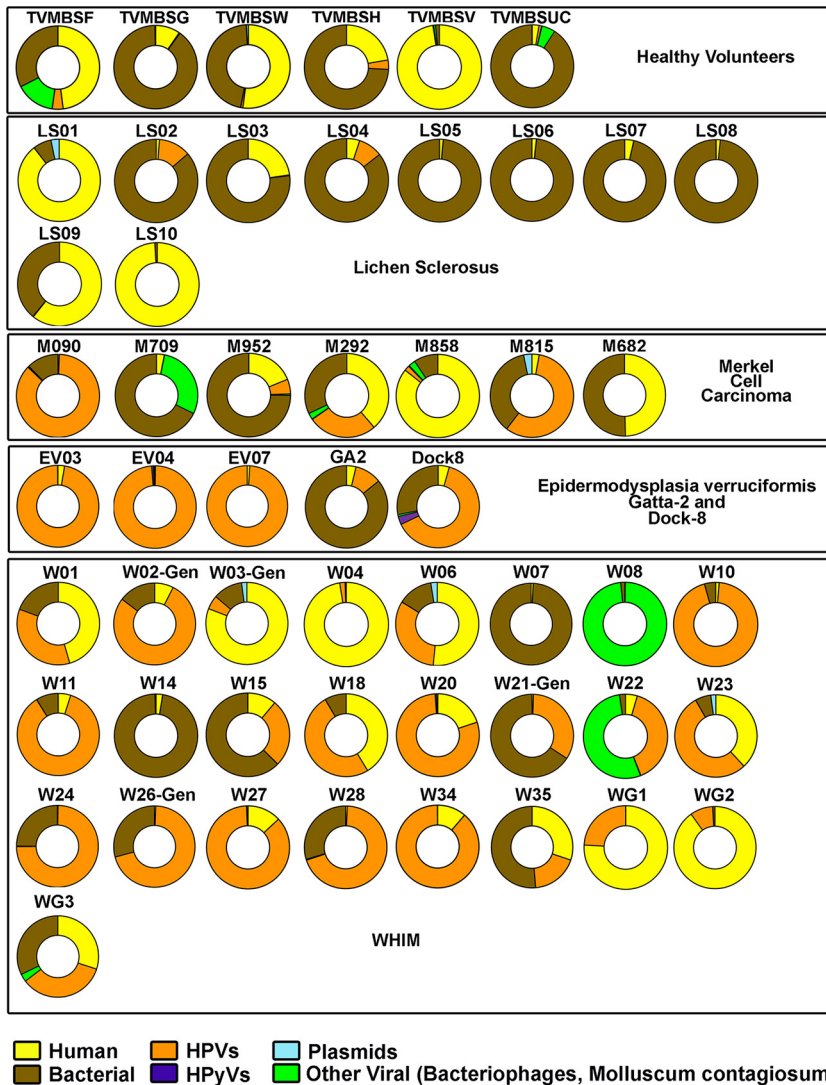 TVMBSF TVMBSG TVMBSW TVMBSH TVMBSV TVMBSUC
Healthy Volunteers
LS01 LS02 LS03 LS04 LS05 LS06 LS07 LS08
LS09 LS10
Lichen Sclerosus
M090 M709 M952 M292 M858 M815 M682
Merkel
Cell
Carcinoma
EV03 EV04 EV07 GA2 Dock8
Epidermodysplasia verruciformis
Gatta-2 and
Dock-8
W01 W02-Gen W03-Gen W04 W06 W07 W08 W10
W11 W14 W15 W18 W20 W21-Gen W22 W23
W24 W26-Gen W27 W28 W34 W35 WG1 WG2
WG3
WHIM
Human HPVs Plasmids
Bacterial HPyVs Other Viral (Bacteriophages, Molluscum contagiosum